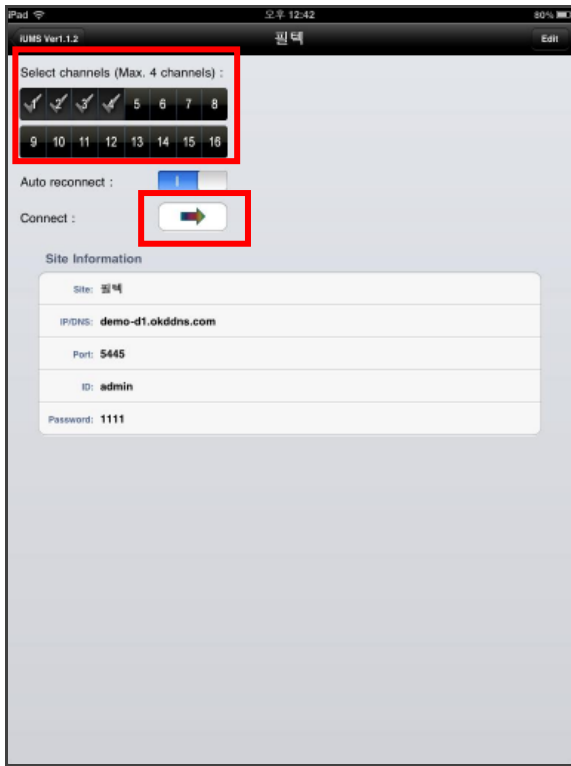 iPad 오후 12:42 80%
iUMS Ver1.1.2 필텍 Edit
Select channels (Max. 4 channels) :
1 2 3 4 5 6 7 8
9 10 11 12 13 14 15 16
Auto reconnect :
Connect :
Site Information
Site: 필텍
IP/DNS: demo-d1.okddns.com
Port: 5445
ID: admin
Password: 1111